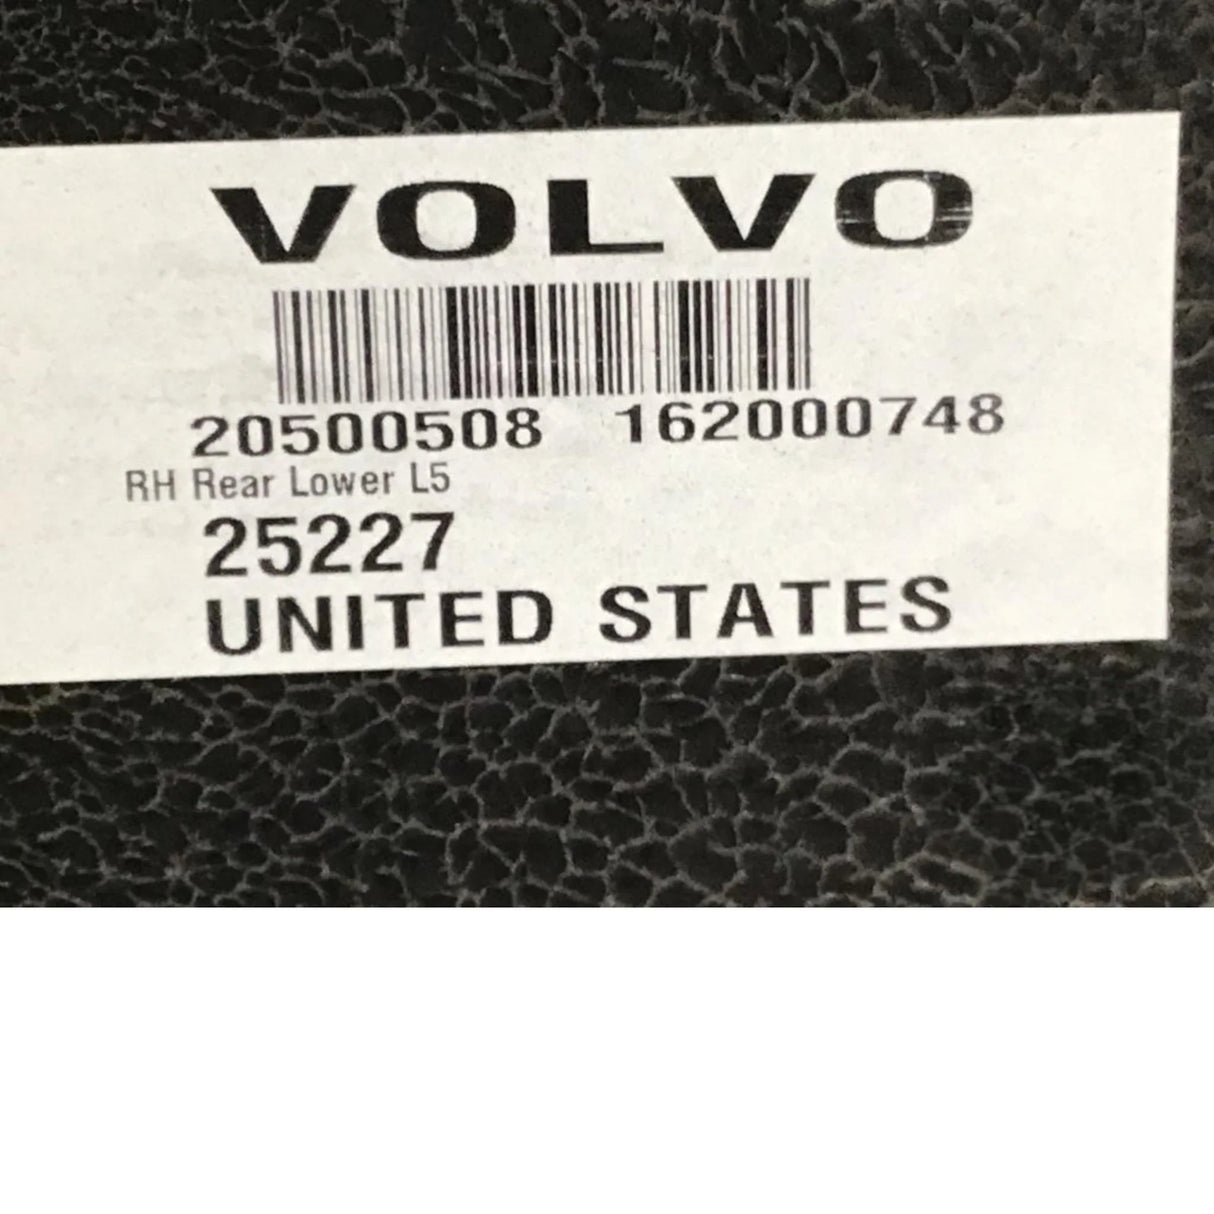 VOLVO
20500508 162000748
RH Rear Lower L5
25227
UNITED STATES